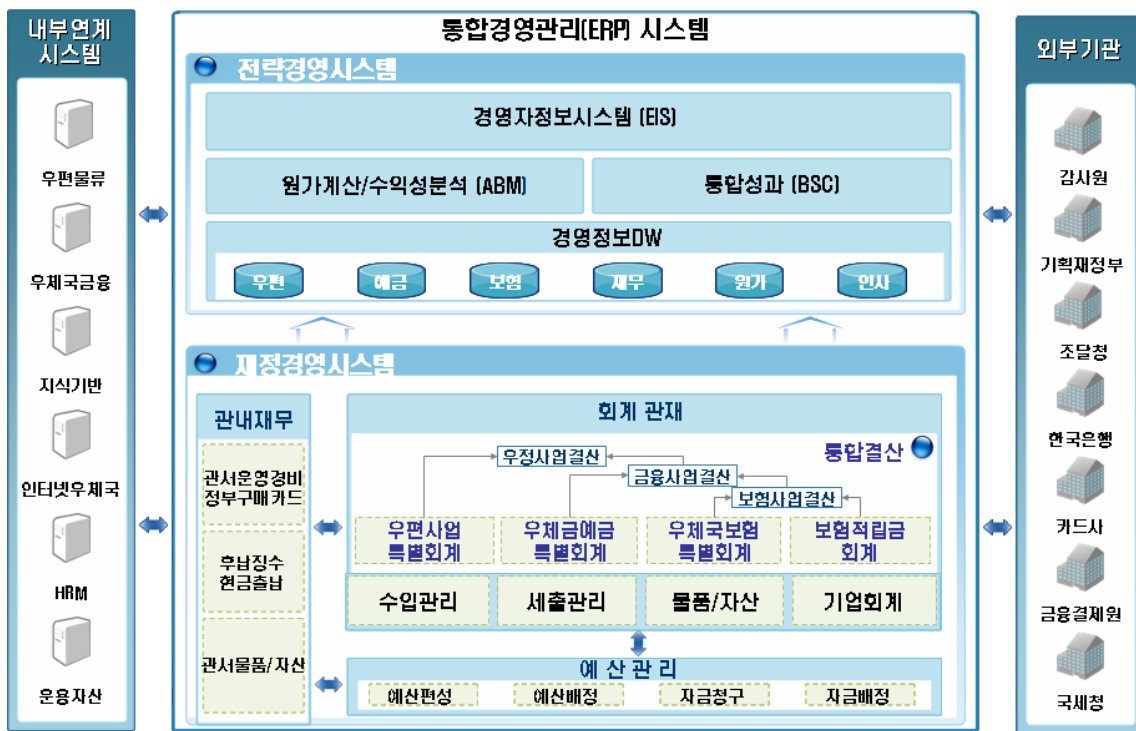 내부연계
시스템
우편물류
우체국금융
지식기반
인터넷우체국
HRM
운용자산
통합경영관리(ERP) 시스템
전략경영시스템
경영자정보시스템 (EIS)
원가계산/수익성분석 (ABM)
통합성과 (BSC)
경영정보DW
우편
예금
보험
재무
원가
인사
재정경영시스템
관내재무
관서운영경비
정부구매카드
후납징수
현금출납
관서물품/자산
회계 관재
통합결산
우정사업결산
금융사업결산
보험사업결산
우편사업
특별회계
우체금예금
특별회계
우체국보험
특별회계
보험적립금
회계
수입관리
세출관리
물품/자산
기업회계
예 산 관 리
예산편성
예산배정
자금청구
자금배정
외부기관
감사원
기획재정부
조달청
한국은행
카드사
금융결제원
국세청